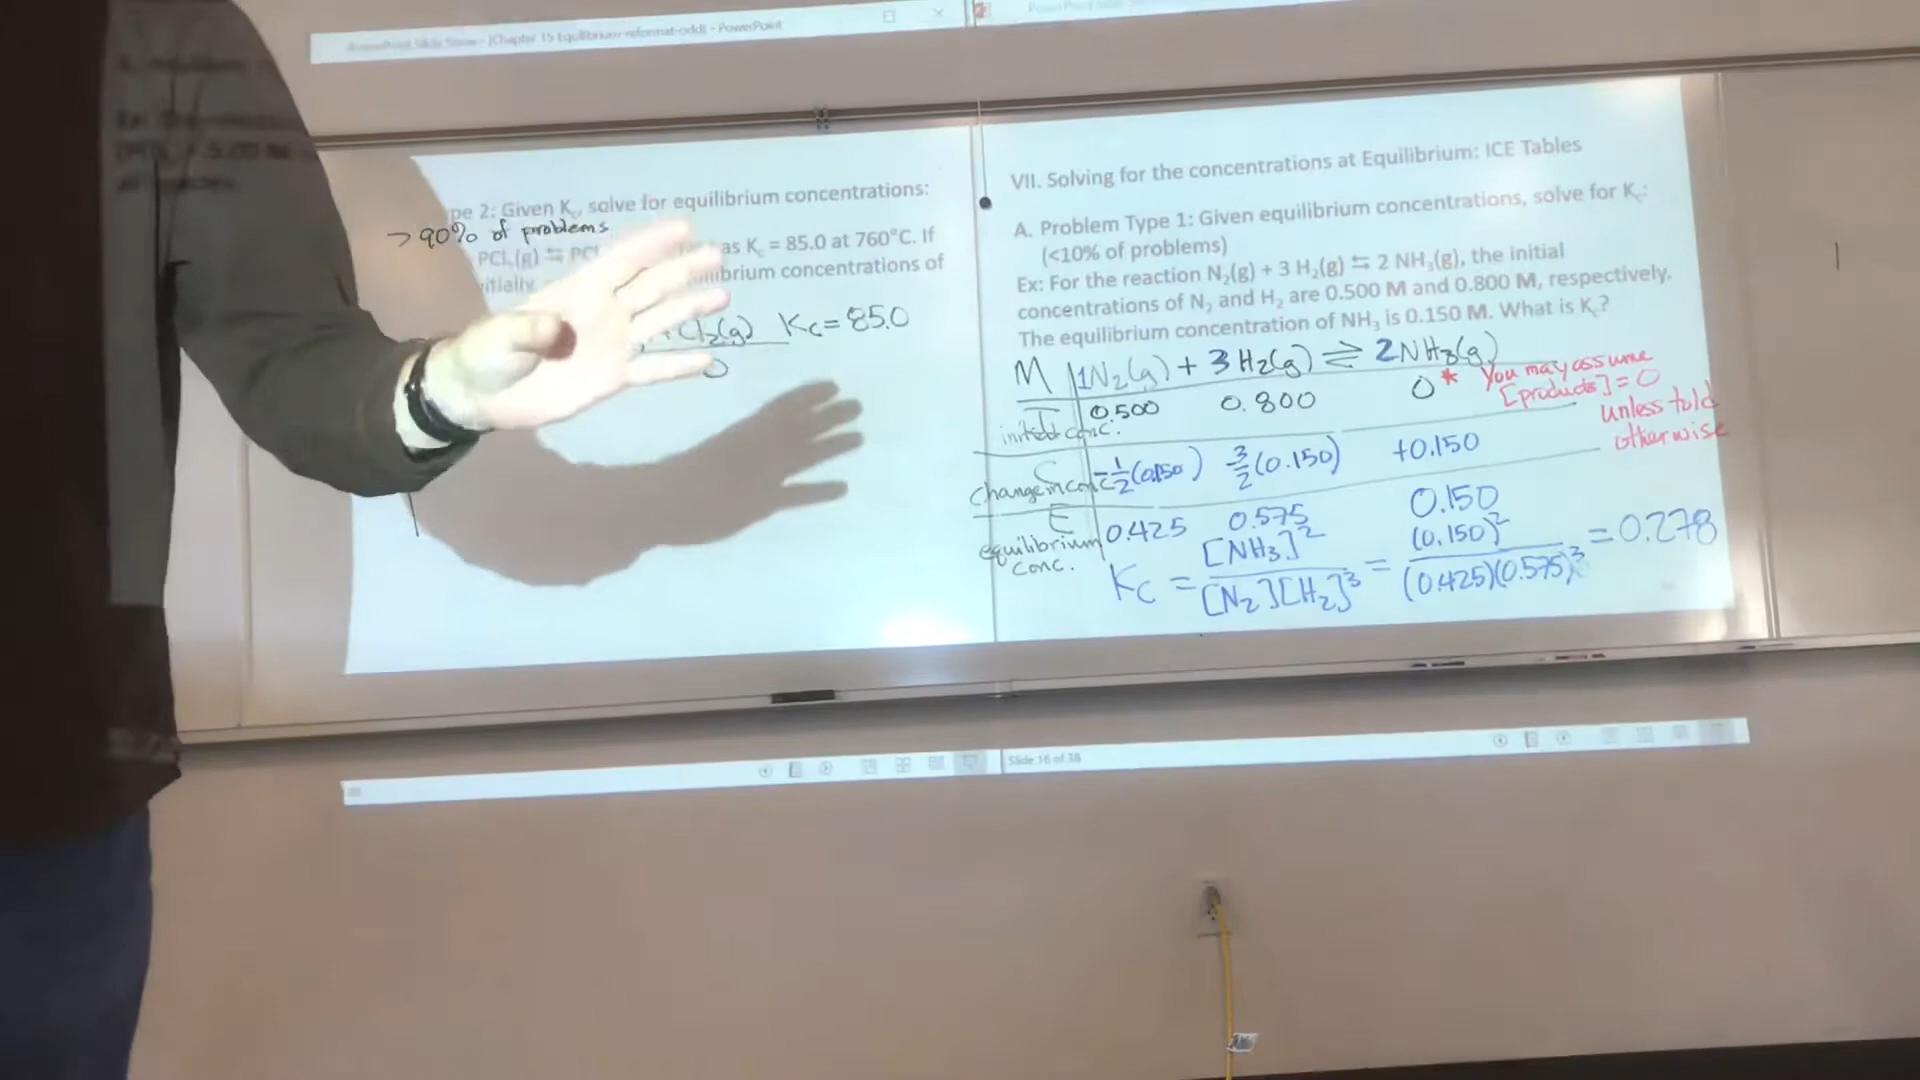 PowerPoint Slide Show - [Chapter 15 Equilibrium-reformat-odd] - PowerPoint
pe 2: Given Kc, solve for equilibrium concentrations:
>90% of problems
as Kc = 85.0 at 760°C. If
itially
concentrations of
+Cl2(g) Kc=85.0
0
VII. Solving for the concentrations at Equilibrium: ICE Tables
A. Problem Type 1: Given equilibrium concentrations, solve for Kc:
(<10% of problems)
Ex: For the reaction N2(g) + 3 H2(g) ⇆ 2 NH3(g), the initial
concentrations of N2 and H2 are 0.500 M and 0.800 M, respectively.
The equilibrium concentration of NH3 is 0.150 M. What is Kc?
M 1N2(g) + 3H2(g) ⇌ 2NH3(g)
I 0.500 0.800 0* You may assume
[products]=0
unless told
otherwise
initial conc.
C -1/2(0.150) -3/2(0.150) +0.150
change in conc
E 0.425 0.575 0.150
equilibrium
conc.
Kc = [NH3]2 / [N2][H2]3 = (0.150)2 / (0.425)(0.575)3 = 0.278
Slide 16 of 38